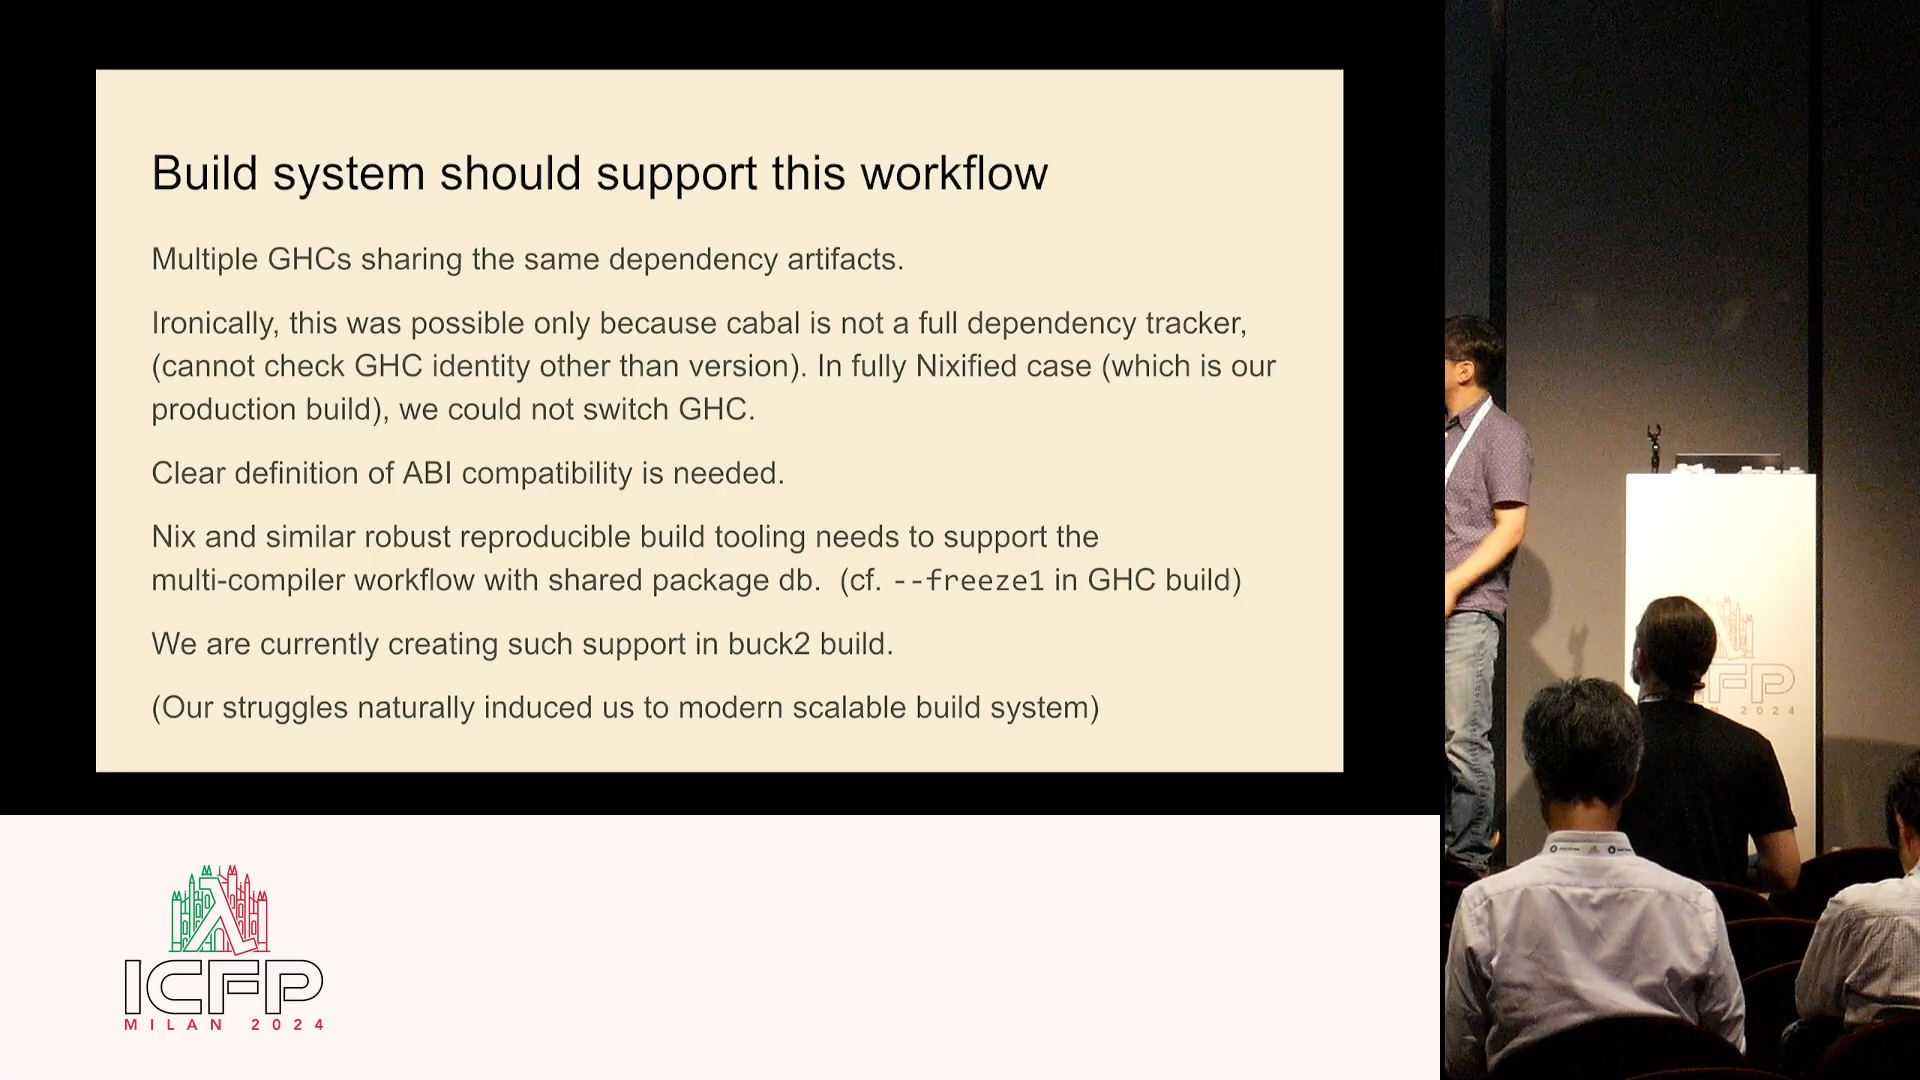 Build system should support this workflow
Multiple GHCs sharing the same dependency artifacts.
Ironically, this was possible only because cabal is not a full dependency tracker,
(cannot check GHC identity other than version). In fully Nixified case (which is our
production build), we could not switch GHC.
Clear definition of ABI compatibility is needed.
Nix and similar robust reproducible build tooling needs to support the
multi-compiler workflow with shared package db.  (cf. --freeze1 in GHC build)
We are currently creating such support in buck2 build.
(Our struggles naturally induced us to modern scalable build system)
ICFP
MILAN 2024
FP
2024